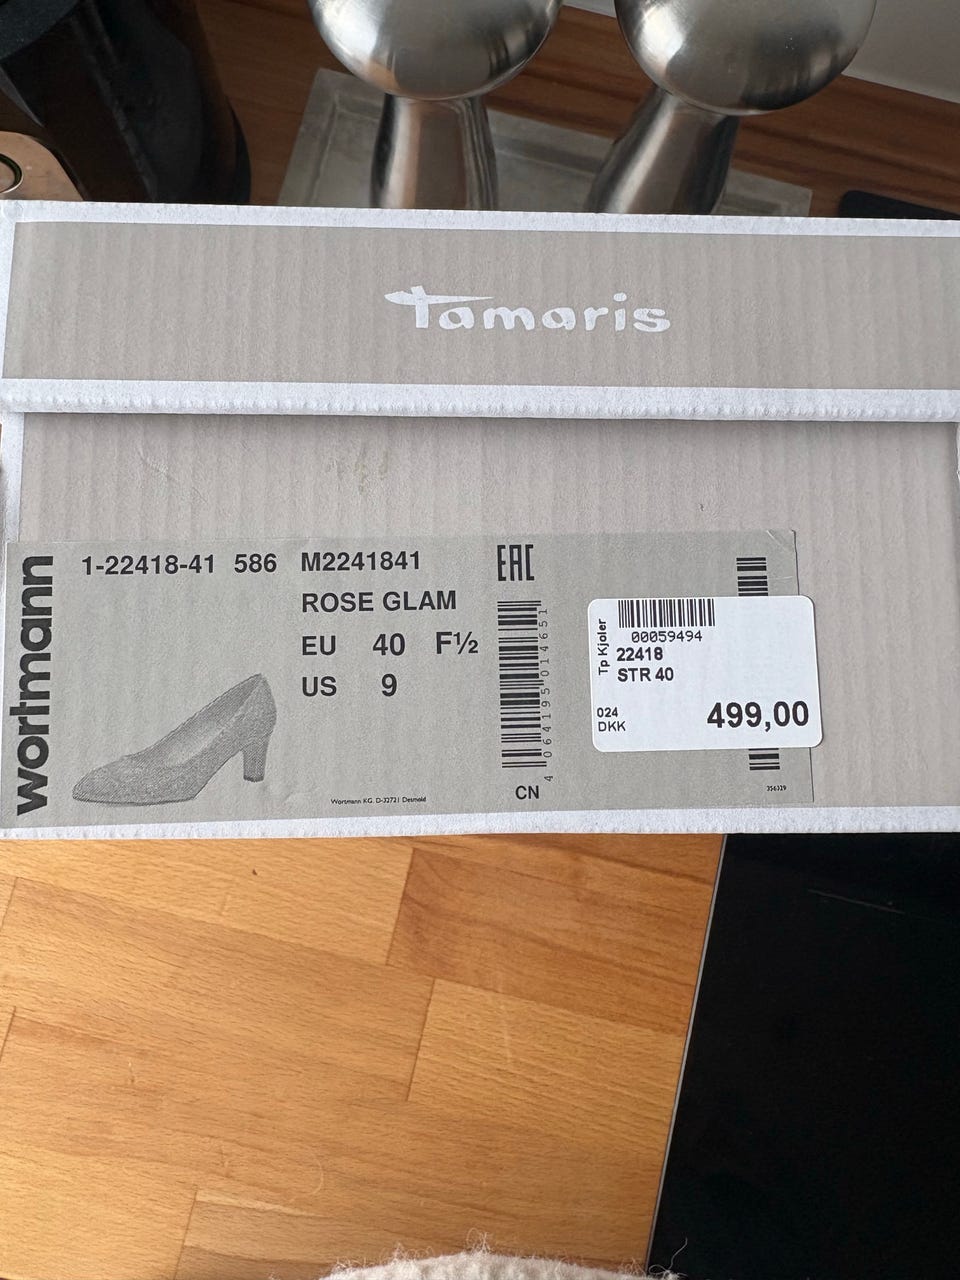 Tamaris
wortmann
1-22418-41 586 M2241841
ROSE GLAM
EU 40 F½
US 9
EAC
4 064195 014651
CN
Wortmann KG. D-32721 Detmold
Tp Kjoler
00059494
22418
STR 40
024
DKK
499,00
356329